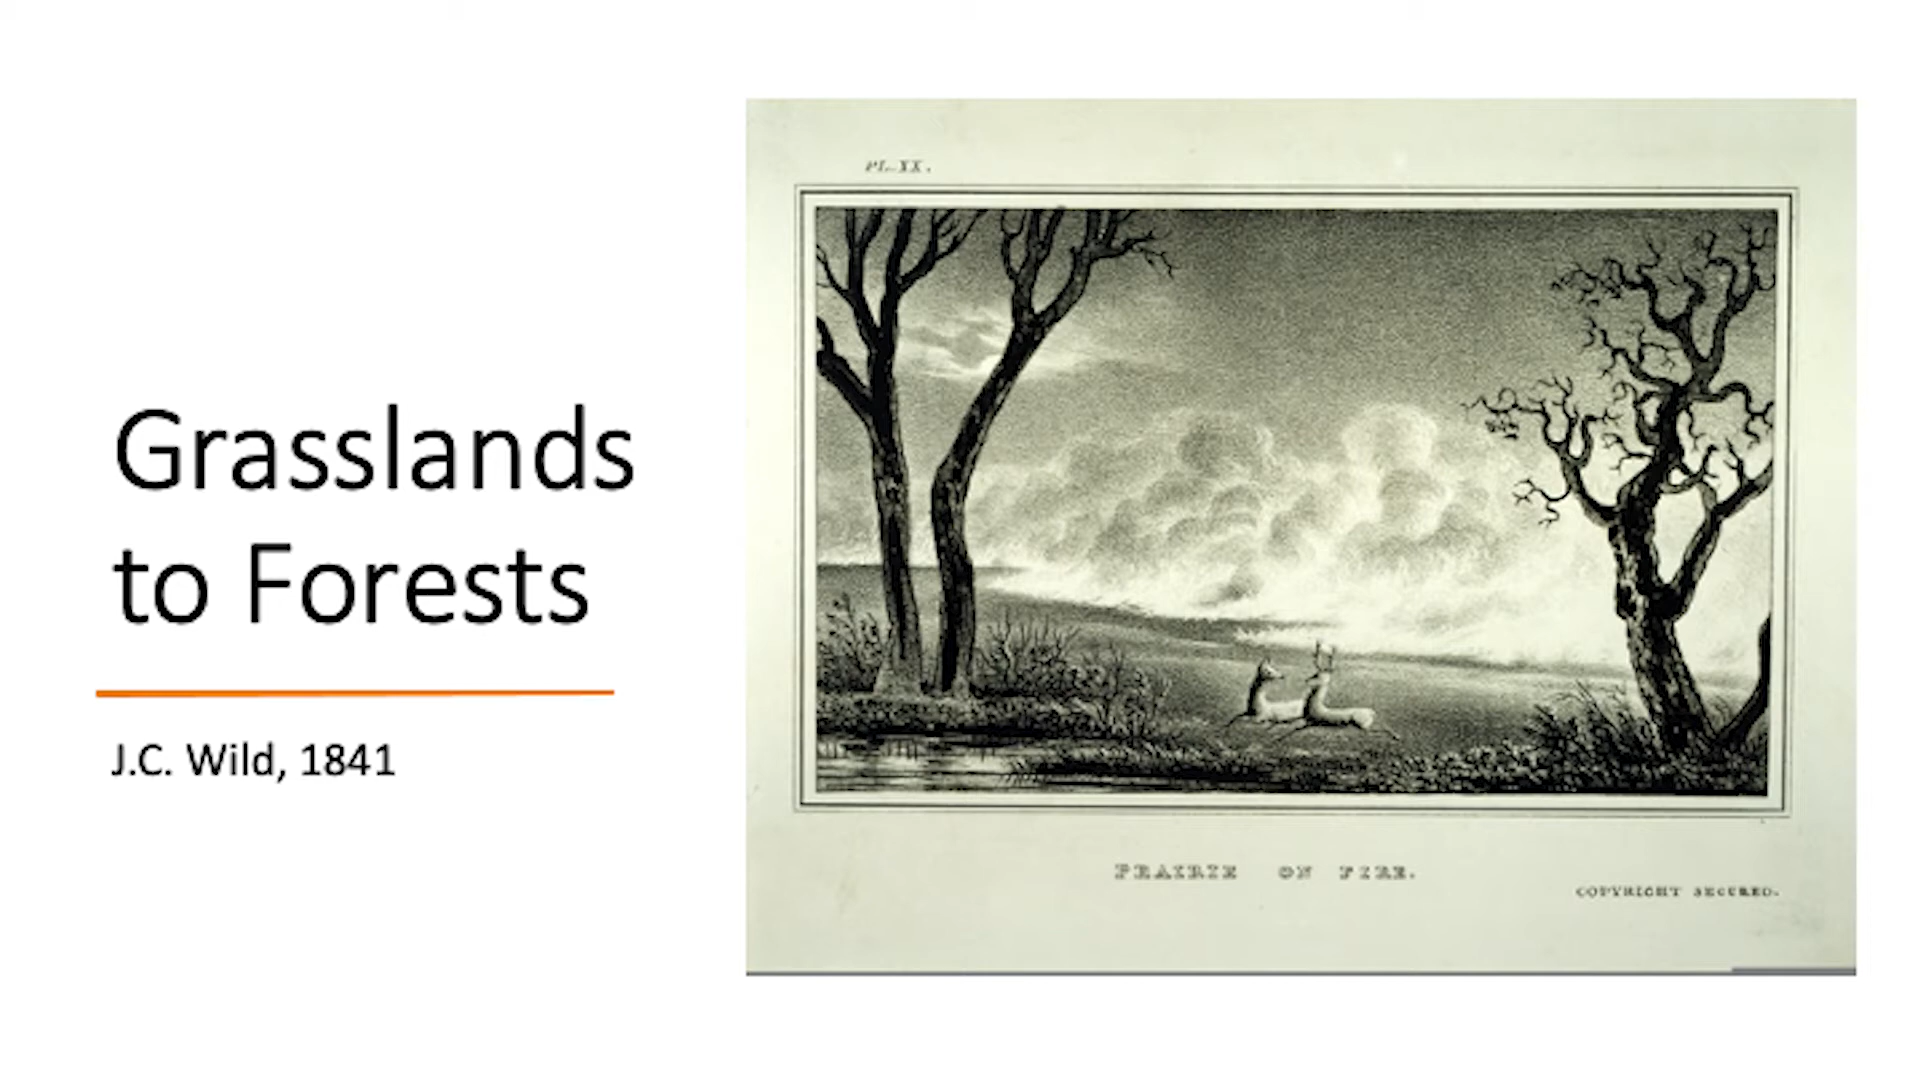 Grasslands
to Forests
J.C. Wild, 1841
PL. XX.
PRAIRIE ON FIRE.
COPYRIGHT SECURED.